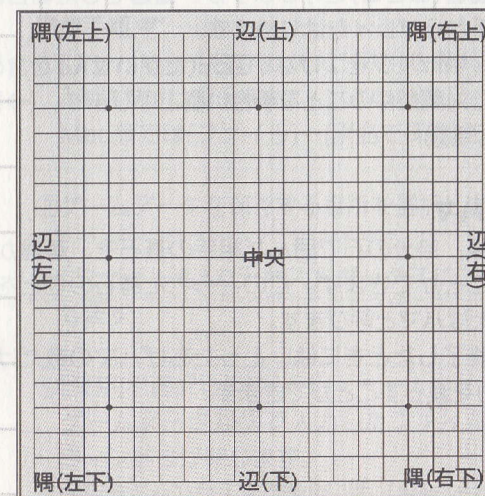 隅(左上) 辺(上) 隅(右上)
辺(左) 中央 辺(右)
隅(左下) 辺(下) 隅(右下)